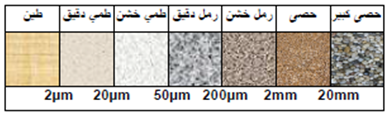 حصى كبير حصى رمل خشن رمل دقيق طمي خشن طمي دقيق طين
2µm 20µm 50µm 200µm 2mm 20mm